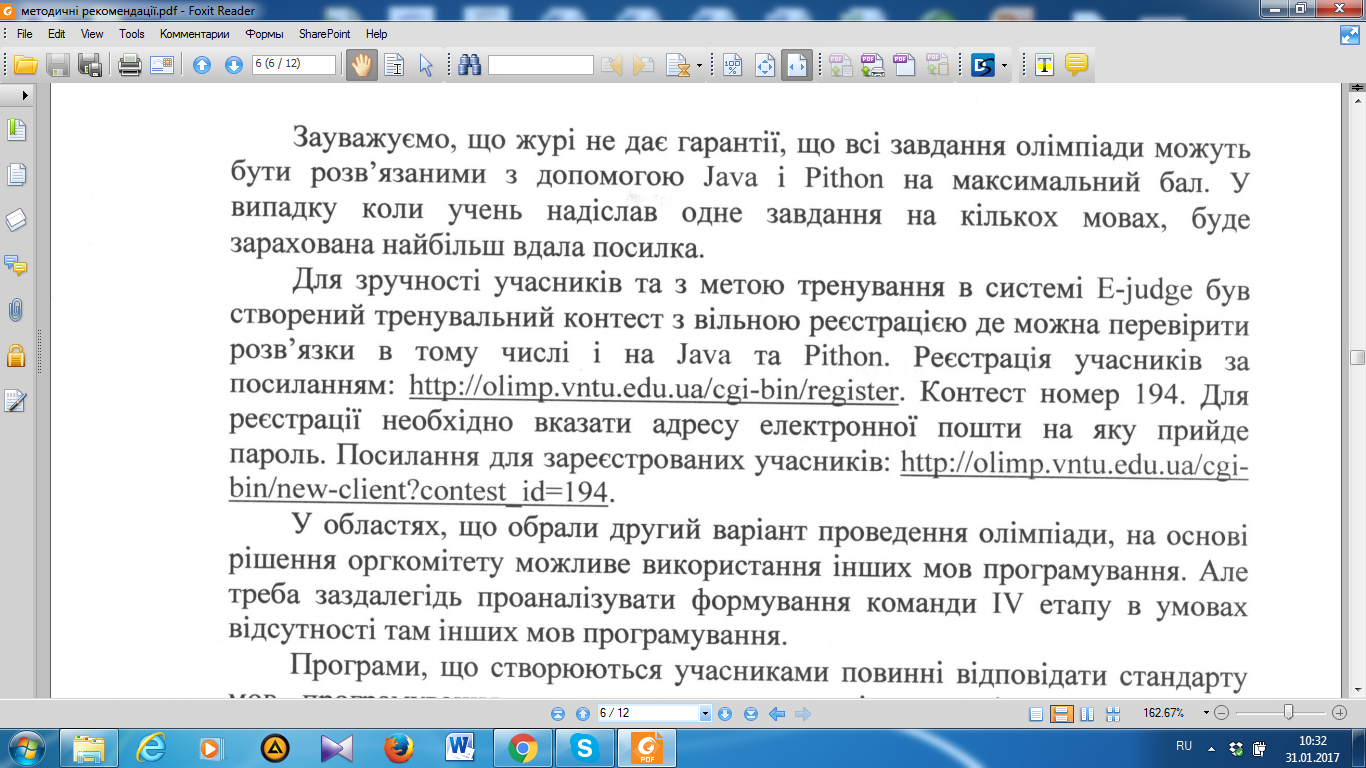 методичні рекомендації.pdf - Foxit Reader
File Edit View Tools Комментарии Формы SharePoint Help
6 (6 / 12)
Зауважуємо, що журі не дає гарантії, що всі завдання олімпіади можуть
бути розв’язаними з допомогою Java і Pithon на максимальний бал. У
випадку коли учень надіслав одне завдання на кількох мовах, буде
зарахована найбільш вдала посилка.
Для зручності учасників та з метою тренування в системі E-judge був
створений тренувальний контест з вільною реєстрацією де можна перевірити
розв’язки в тому числі і на Java та Pithon. Реєстрація учасників за
посиланням: http://olimp.vntu.edu.ua/cgi-bin/register. Контест номер 194. Для
реєстрації необхідно вказати адресу електронної пошти на яку прийде
пароль. Посилання для зареєстрованих учасників: http://olimp.vntu.edu.ua/cgi-
bin/new-client?contest_id=194.
У областях, що обрали другий варіант проведення олімпіади, на основі
рішення оргкомітету можливе використання інших мов програмування. Але
треба заздалегідь проаналізувати формування команди IV етапу в умовах
відсутності там інших мов програмування.
Програми, що створюються учасниками повинні відповідати стандарту
6 / 12
162.67%
RU
10:32
31.01.2017